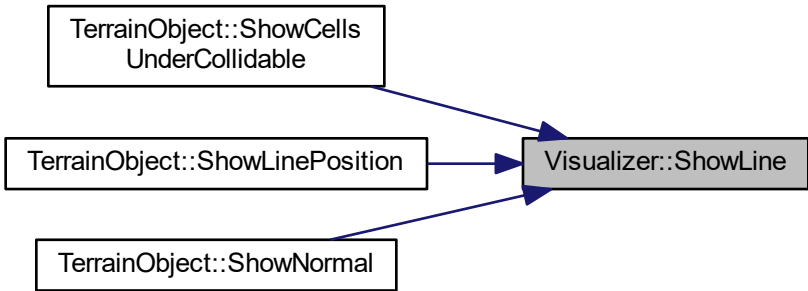 TerrainObject::ShowCells
UnderCollidable
TerrainObject::ShowLinePosition
Visualizer::ShowLine
TerrainObject::ShowNormal